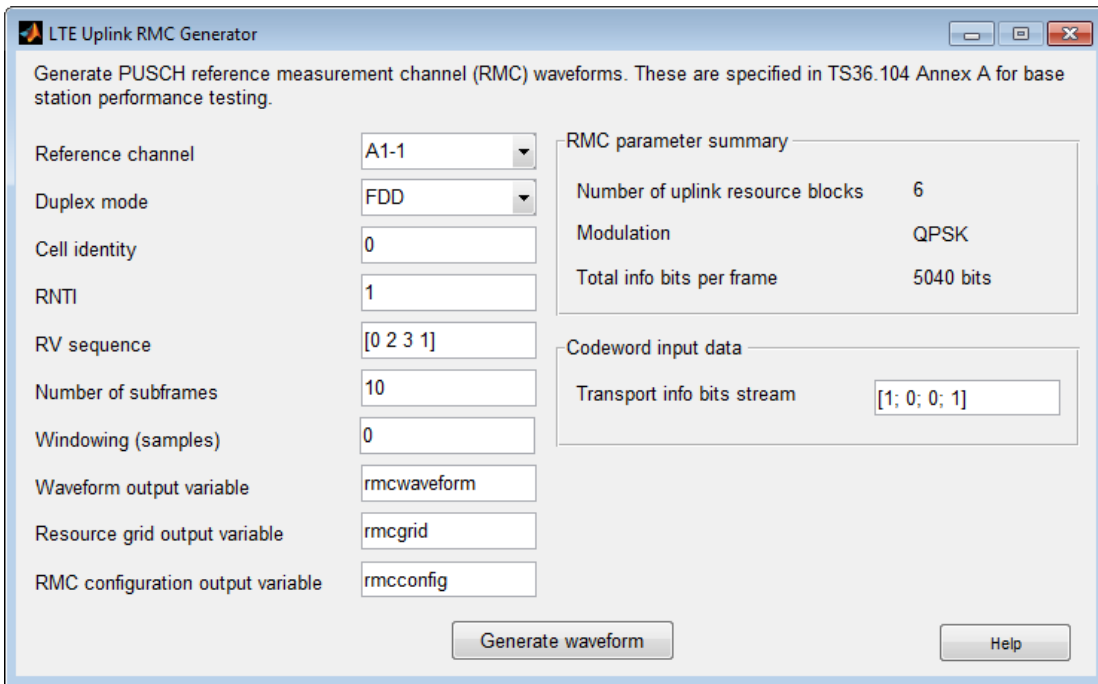 LTE Uplink RMC Generator
Generate PUSCH reference measurement channel (RMC) waveforms. These are specified in TS36.104 Annex A for base
station performance testing.
Reference channel A1-1
Duplex mode FDD
Cell identity 0
RNTI 1
RV sequence [0 2 3 1]
Number of subframes 10
Windowing (samples) 0
Waveform output variable rmcwaveform
Resource grid output variable rmcgrid
RMC configuration output variable rmcconfig
RMC parameter summary
Number of uplink resource blocks 6
Modulation QPSK
Total info bits per frame 5040 bits
Codeword input data
Transport info bits stream [1; 0; 0; 1]
Generate waveform
Help